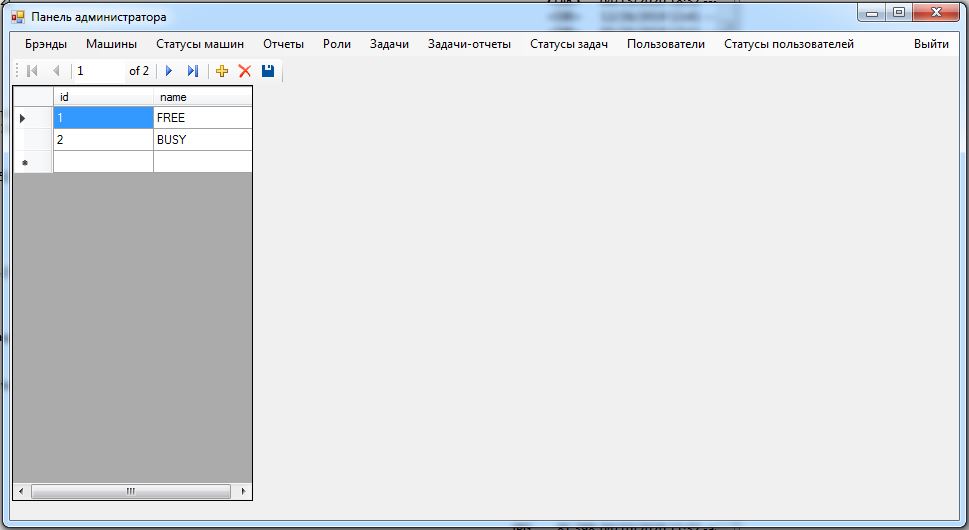 Панель администратора
Брэнды Машины Статусы машин Отчеты Роли Задачи Задачи-отчеты Статусы задач Пользователи Статусы пользователей Выйти
1 of 2
id name
1 FREE
2 BUSY